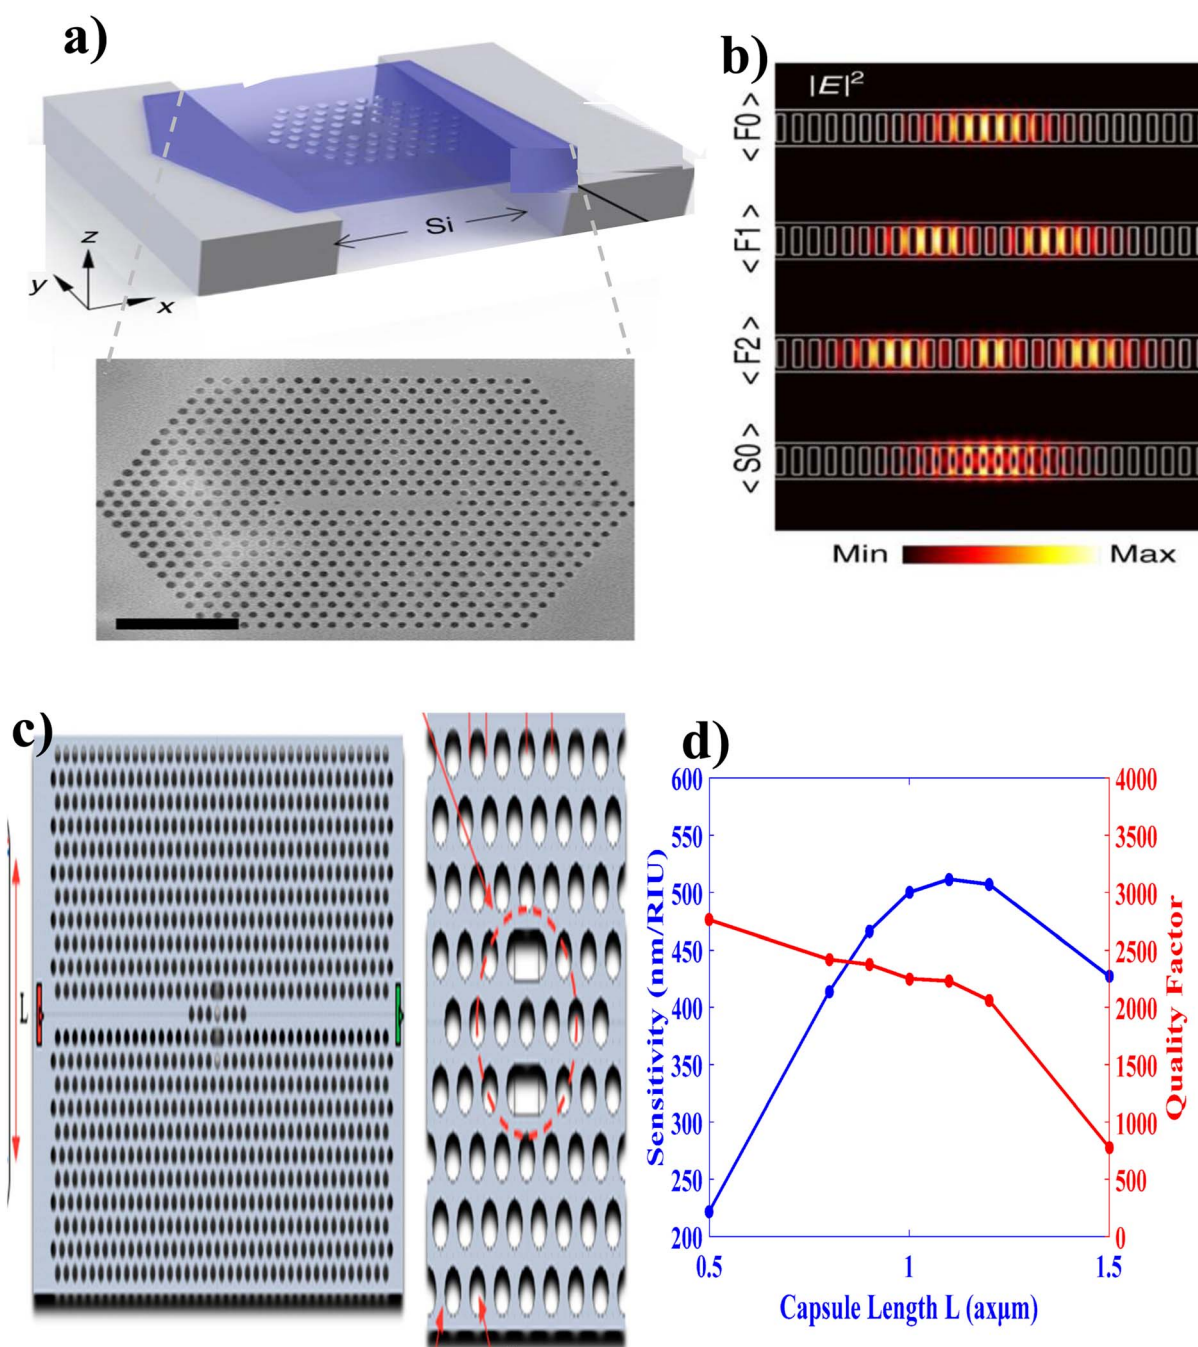 a)
Si
z
y
x
b)
|E|²
< F0 >
< F1 >
< F2 >
< S0 >
Min
Max
c)
L
d)
600
550
500
450
400
350
300
250
200
4000
3500
3000
2500
2000
1500
1000
500
0
0.5
1
1.5
Sensitivity (nm/RIU)
Quality Factor
Capsule Length L (axμm)